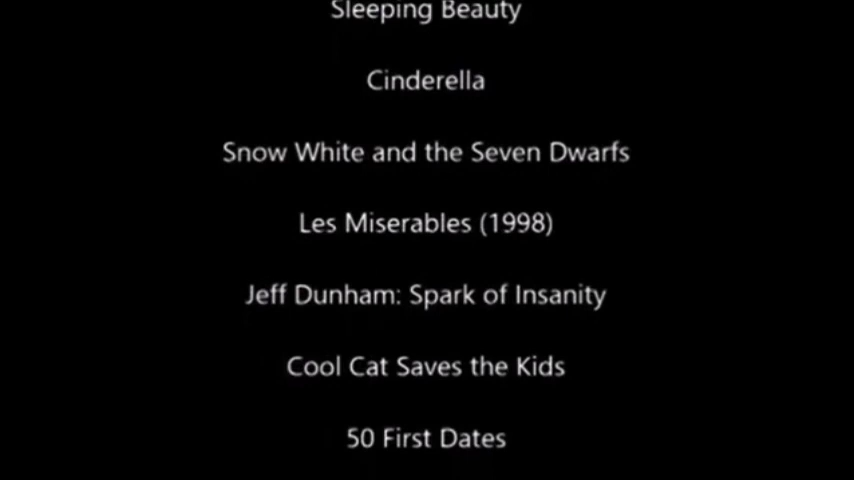 Sleeping Beauty
Cinderella
Snow White and the Seven Dwarfs
Les Miserables (1998)
Jeff Dunham: Spark of Insanity
Cool Cat Saves the Kids
50 First Dates